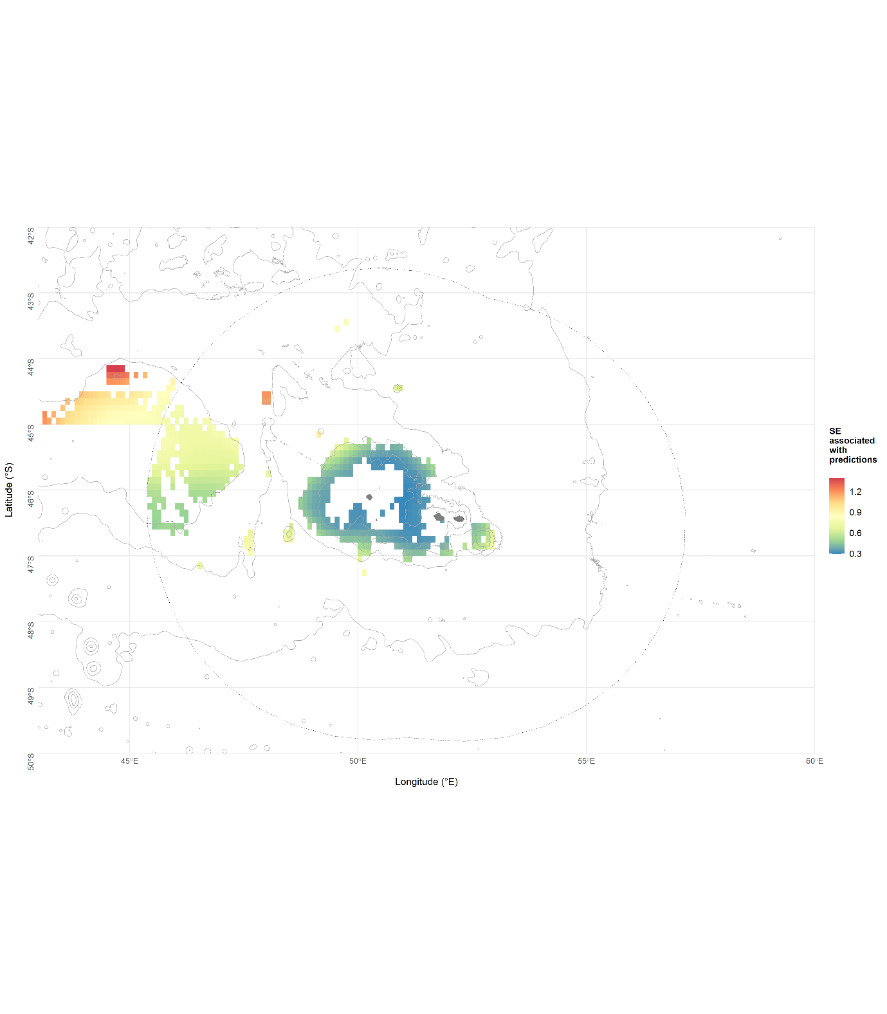 42°S
43°S
44°S
45°S
46°S
47°S
48°S
49°S
50°S
Latitude (°S)
45°E
50°E
55°E
60°E
Longitude (°E)
SE
associated
with
predictions
1.2
0.9
0.6
0.3